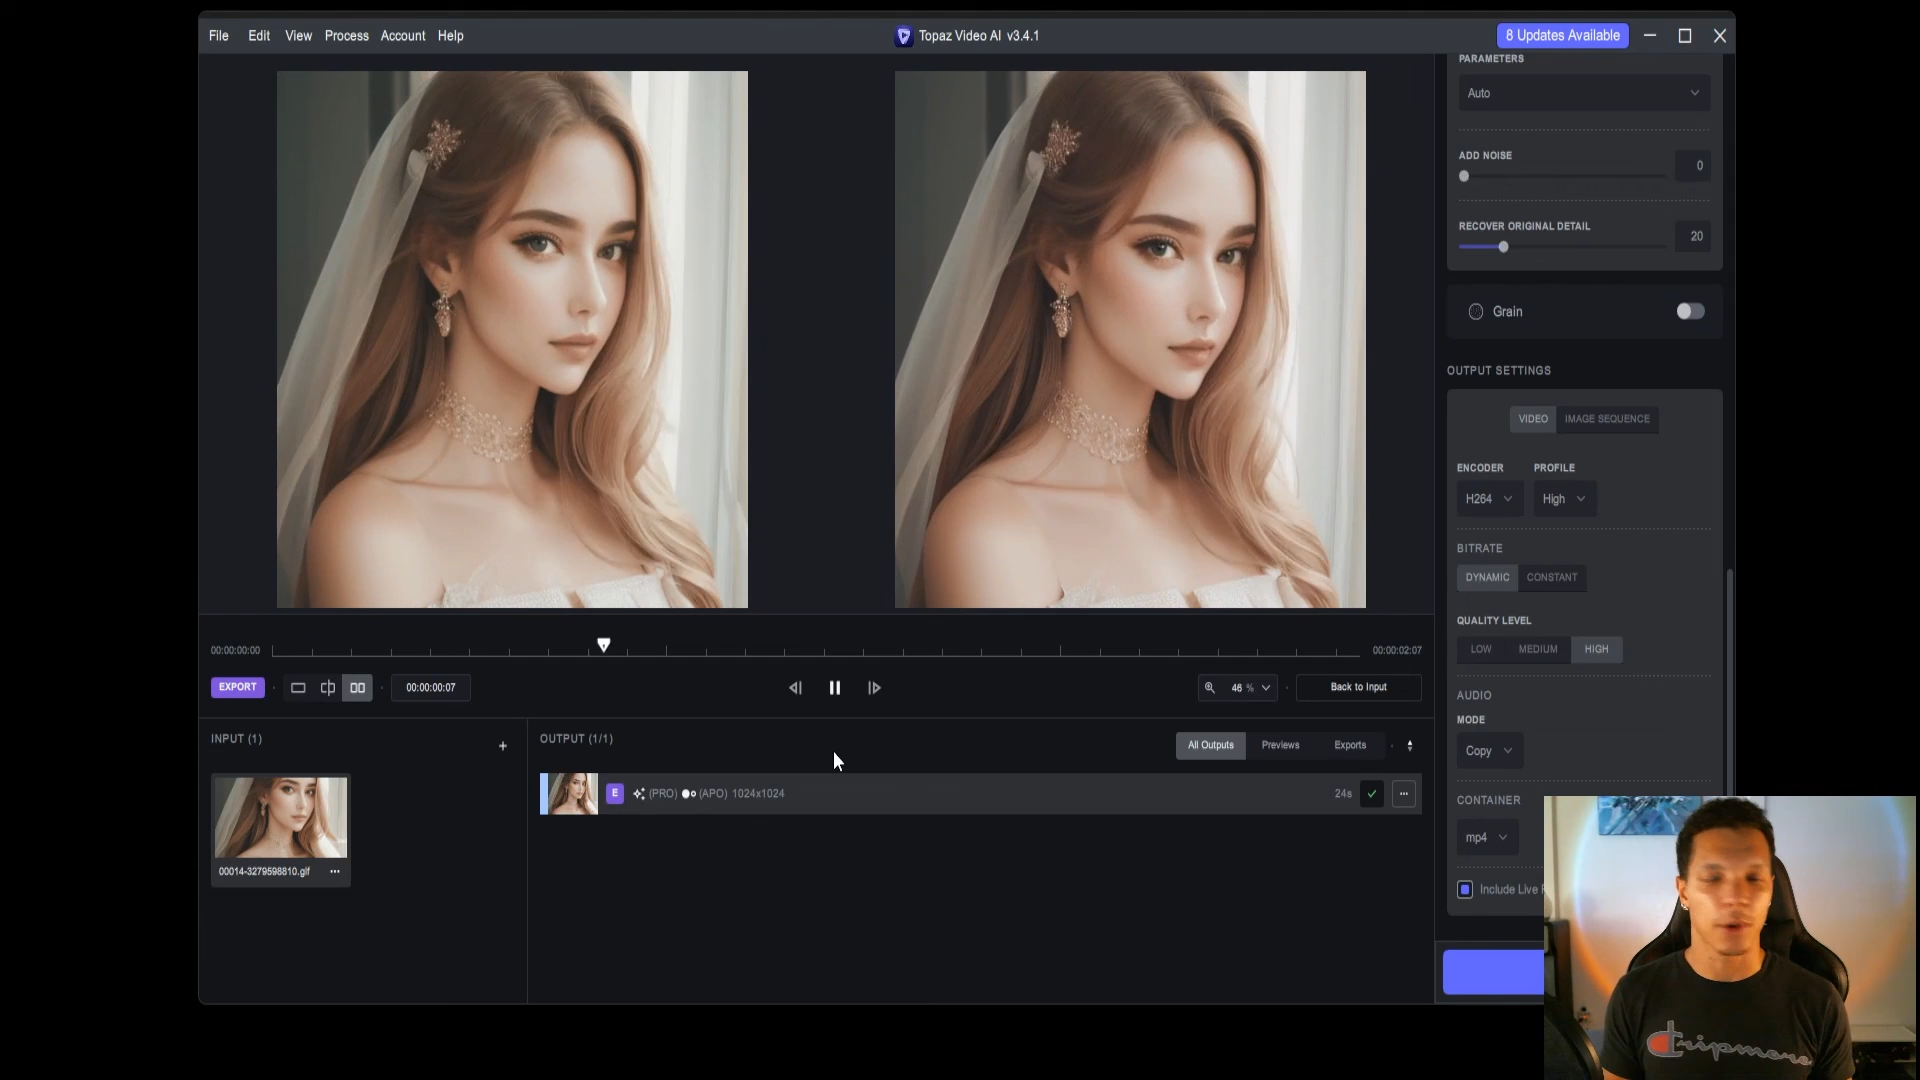 File Edit View Process Account Help
Topaz Video AI v3.4.1
8 Updates Available
PARAMETERS
Auto
ADD NOISE
0
RECOVER ORIGINAL DETAIL
20
Grain
OUTPUT SETTINGS
VIDEO IMAGE SEQUENCE
ENCODER PROFILE
H264 High
BITRATE
DYNAMIC CONSTANT
QUALITY LEVEL
LOW MEDIUM HIGH
AUDIO
MODE
Copy
CONTAINER
mp4
Include Live
00:00:00:00
00:00:02:07
EXPORT
00:00:00:07
46 %
Back to Input
INPUT (1)
+
00014-3279598810.gif
OUTPUT (1/1)
All Outputs Previews Exports
E (PRO) (APO) 1024x1024
24s
Tripmore